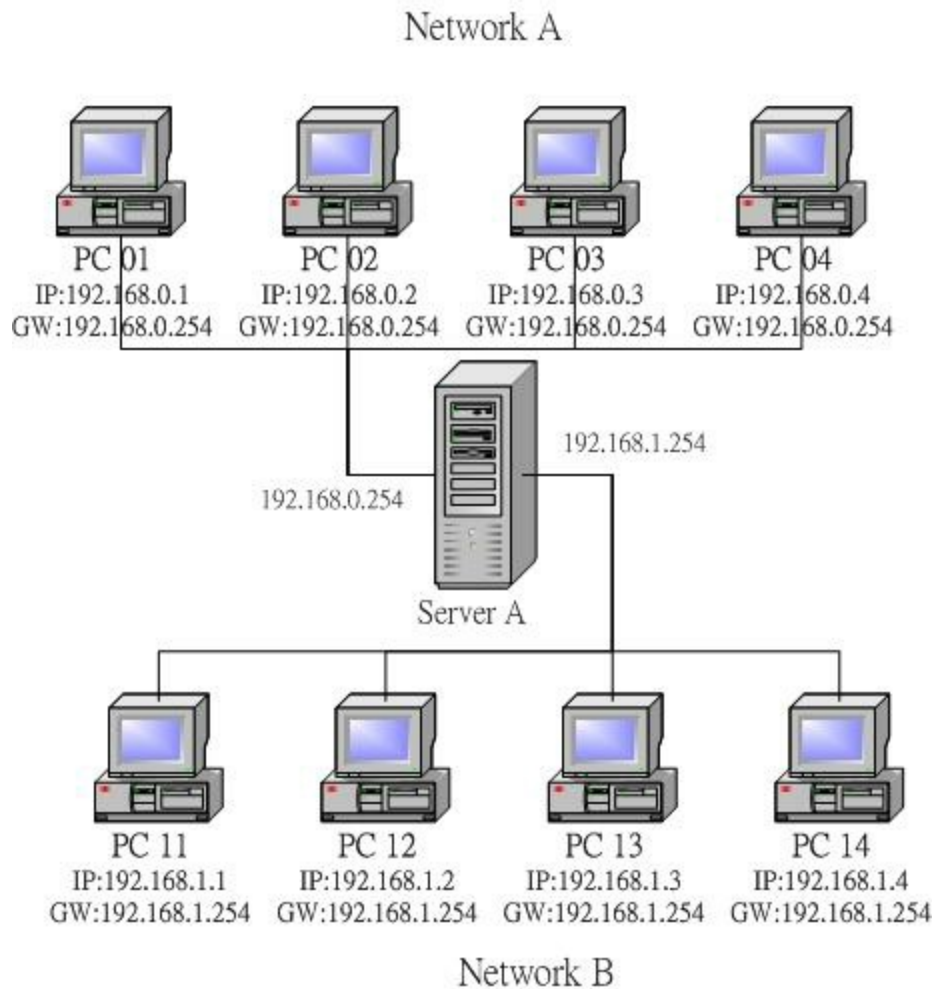 Network A
PC 01
IP:192.168.0.1
GW:192.168.0.254
PC 02
IP:192.168.0.2
GW:192.168.0.254
PC 03
IP:192.168.0.3
GW:192.168.0.254
PC 04
IP:192.168.0.4
GW:192.168.0.254
192.168.1.254
192.168.0.254
Server A
PC 11
IP:192.168.1.1
GW:192.168.1.254
PC 12
IP:192.168.1.2
GW:192.168.1.254
PC 13
IP:192.168.1.3
GW:192.168.1.254
PC 14
IP:192.168.1.4
GW:192.168.1.254
Network B